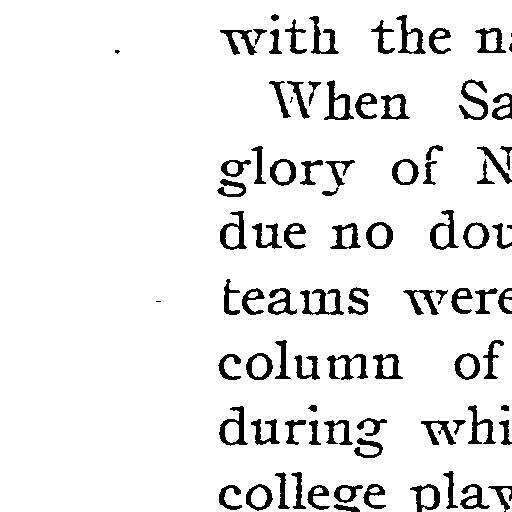 with the na
When Sa
glory of N
due no dou
teams were
column of
during whi
college play